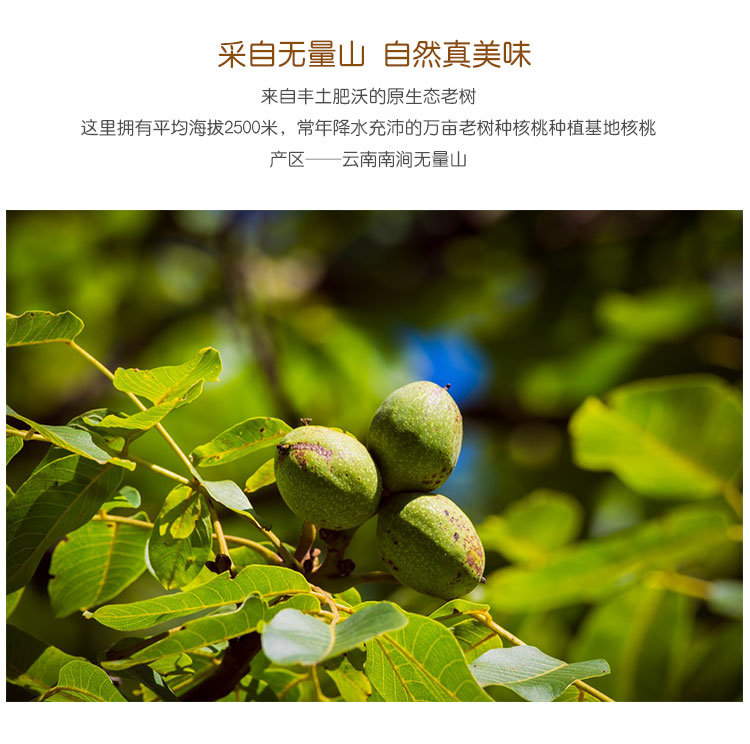 采自无量山 自然真美味
来自丰土肥沃的原生态老树
这里拥有平均海拔2500米，常年降水充沛的万亩老树种核桃种植基地核桃
产区——云南南涧无量山